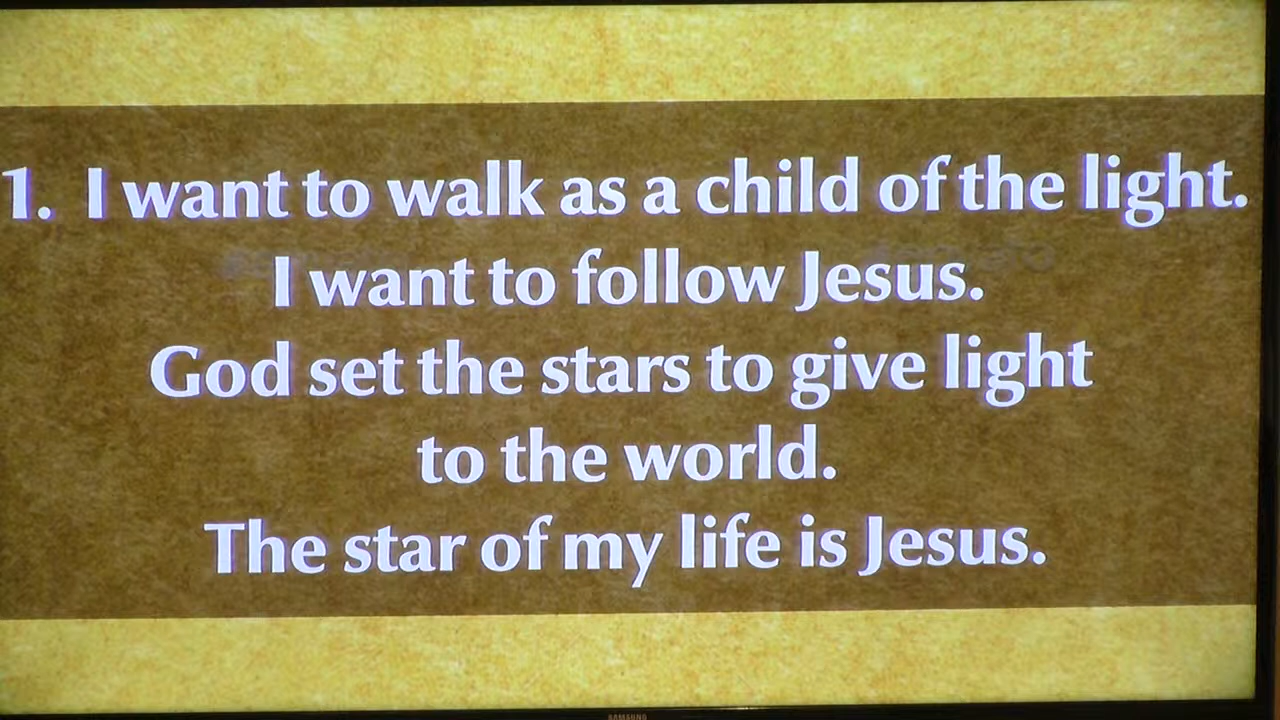 1. I want to walk as a child of the light.
I want to follow Jesus.
God set the stars to give light
to the world.
The star of my life is Jesus.
SAMSUNG